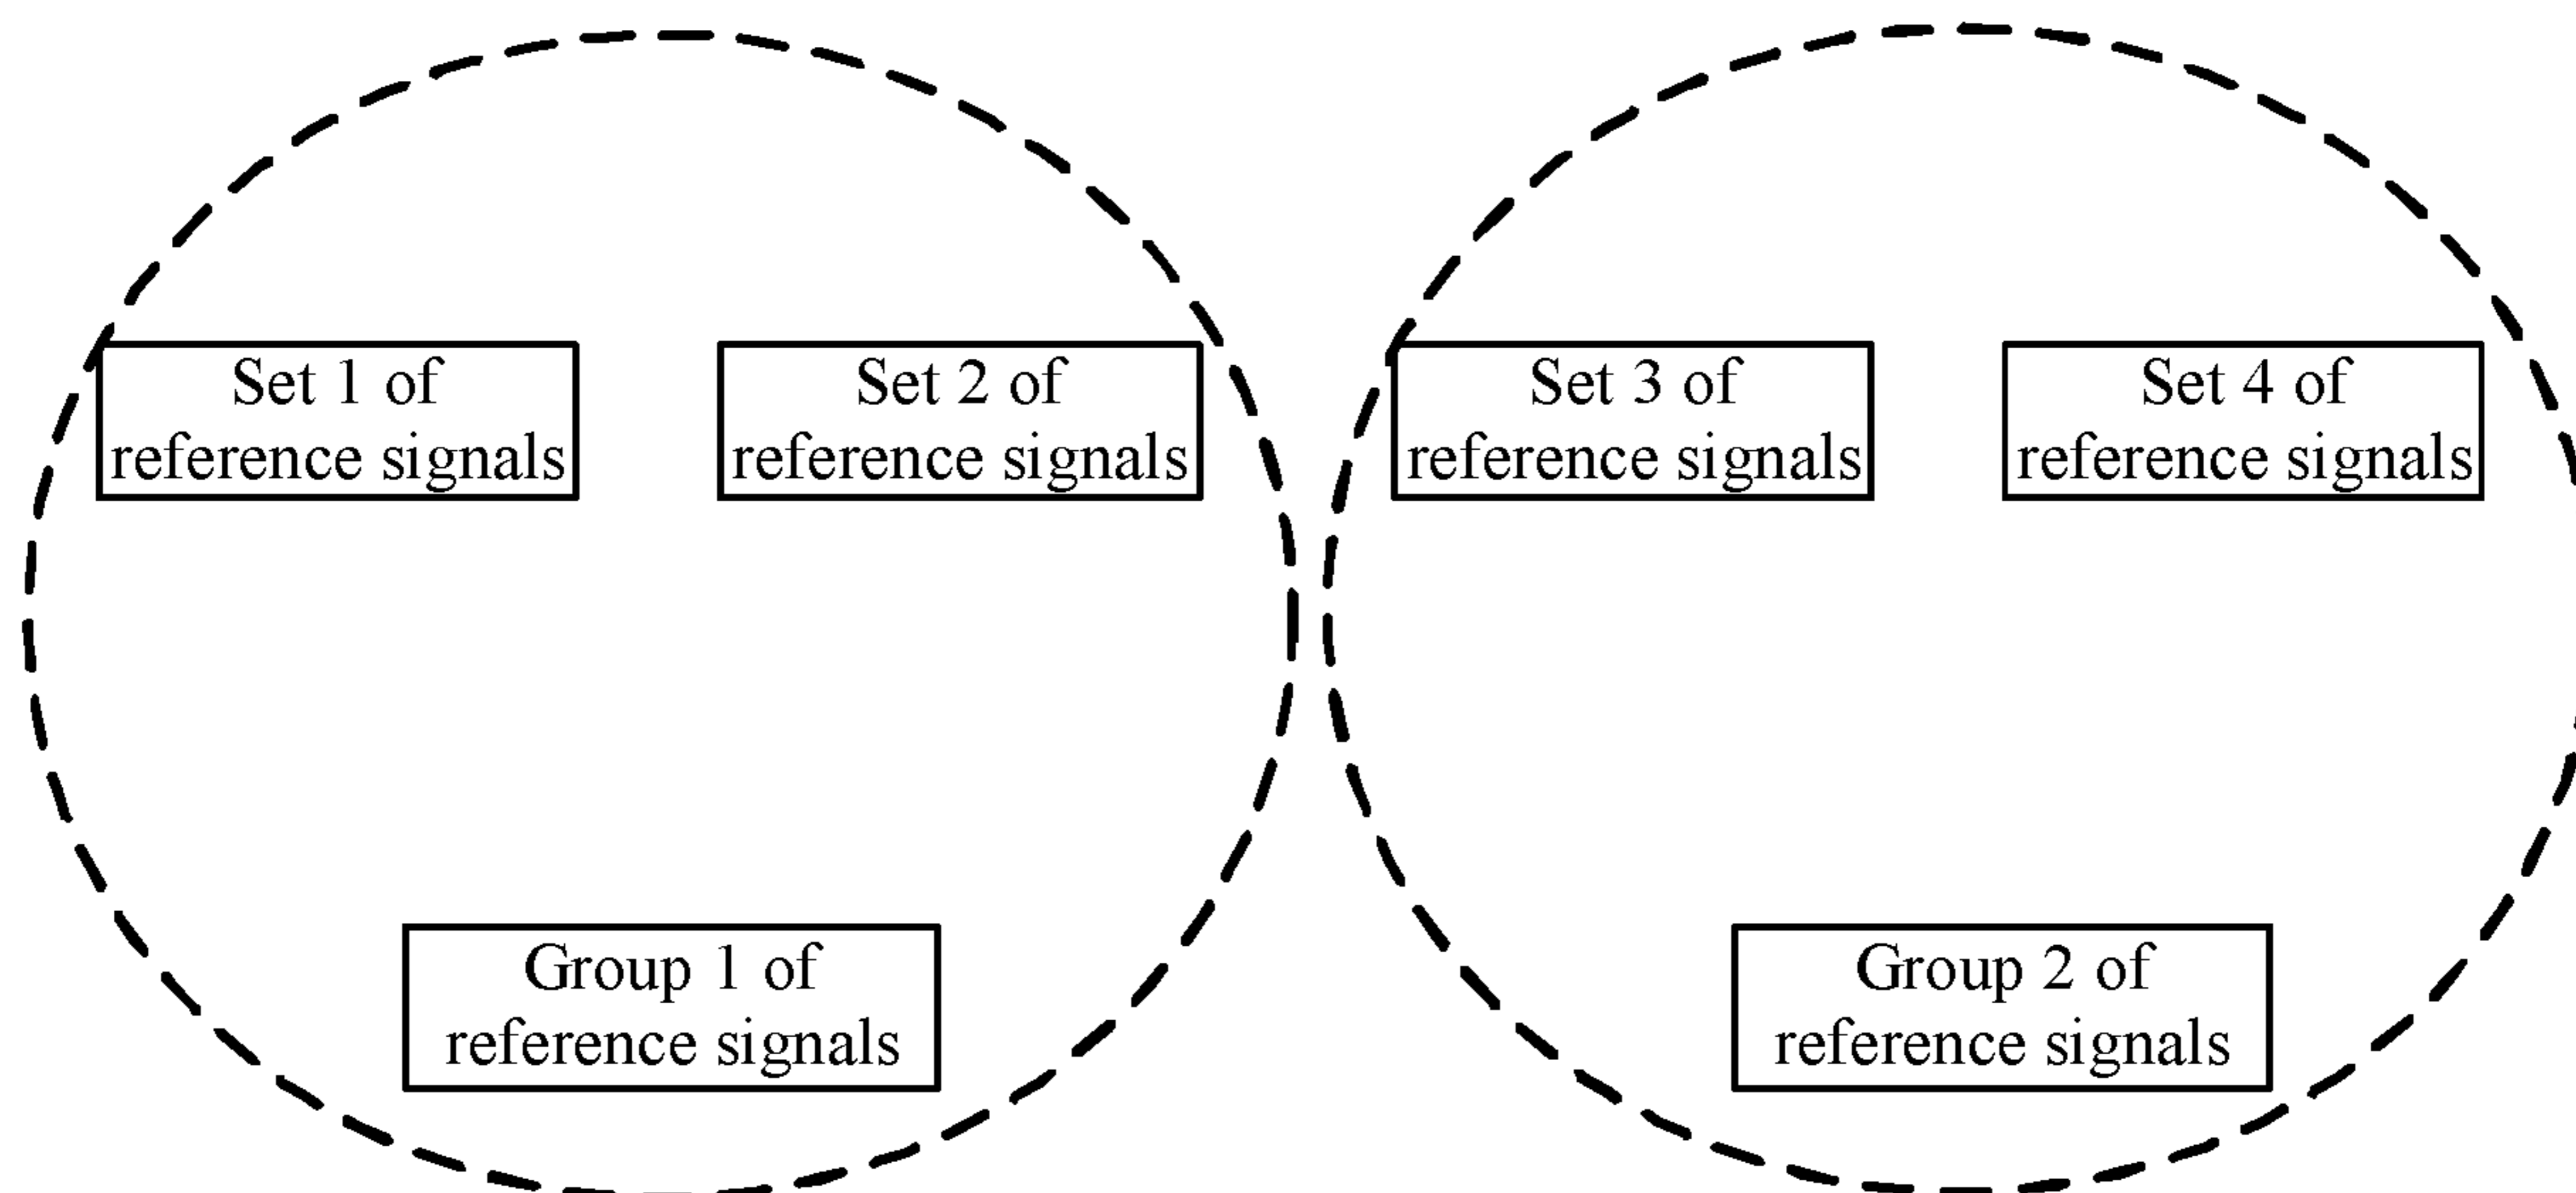 Set 1 of
reference signals
Set 2 of
reference signals
Set 3 of
reference signals
Set 4 of
reference signals
Group 1 of
reference signals
Group 2 of
reference signals